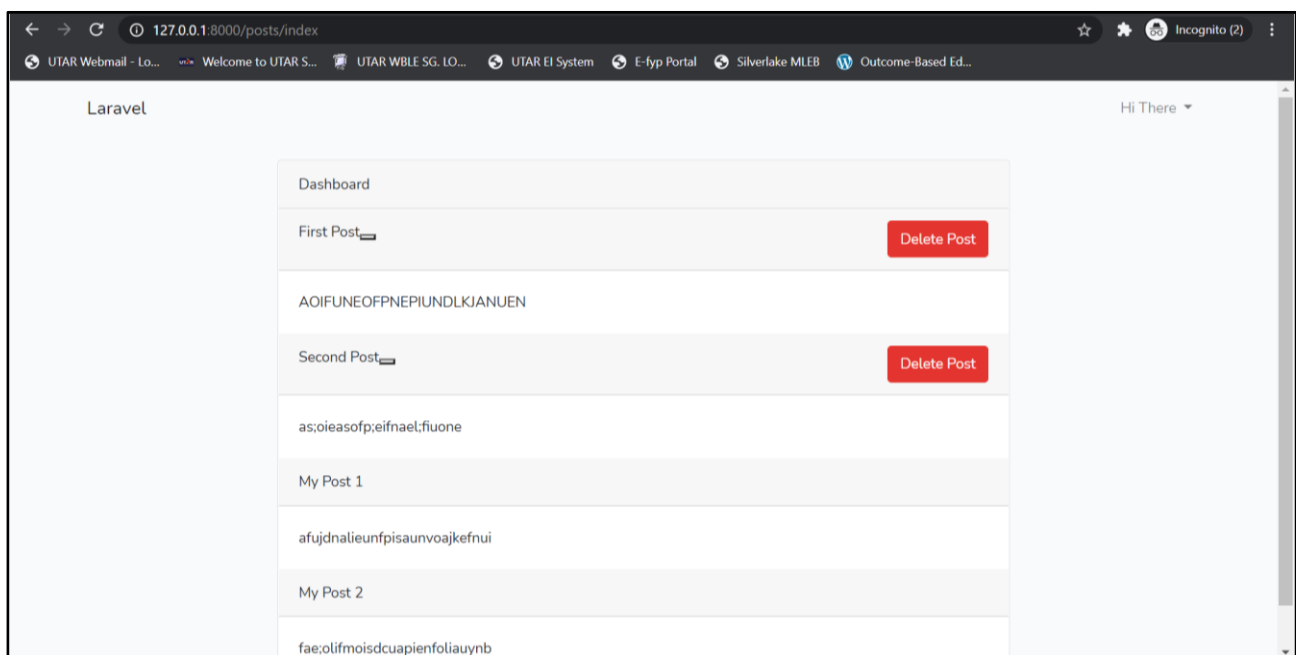 127.0.0.1:8000/posts/index
Incognito (2)
UTAR Webmail - Lo... Welcome to UTAR S... UTAR WBLE SG. LO... UTAR EI System E-fyp Portal Silverlake MLEB Outcome-Based Ed...
Laravel Hi There
Dashboard
First Post Delete Post
AOIFUNEOFPNEPIUNDLKJANUEN
Second Post Delete Post
as;oieasofp;eifnael;fiuone
My Post 1
afujdnalieunfpisaunvoajkefnui
My Post 2
fae;olifmoisdcuapienfoliauynb